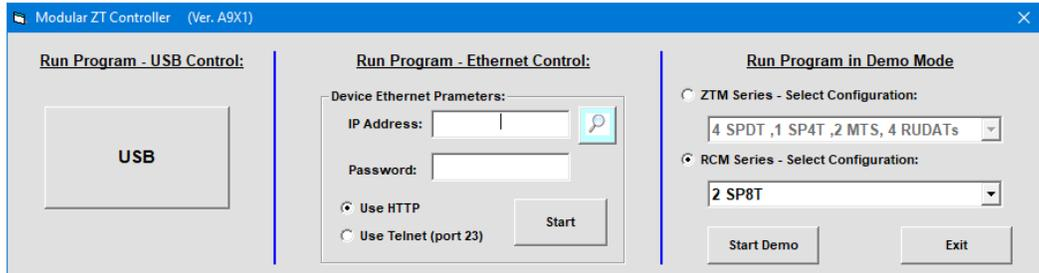 Modular ZT Controller (Ver. A9X1)
Run Program - USB Control:
USB
Run Program - Ethernet Control:
Device Ethernet Prameters:
IP Address:
Password:
Use HTTP
Use Telnet (port 23)
Start
Run Program in Demo Mode
ZTM Series - Select Configuration:
4 SPDT ,1 SP4T ,2 MTS, 4 RUDATs
RCM Series - Select Configuration:
2 SP8T
Start Demo
Exit